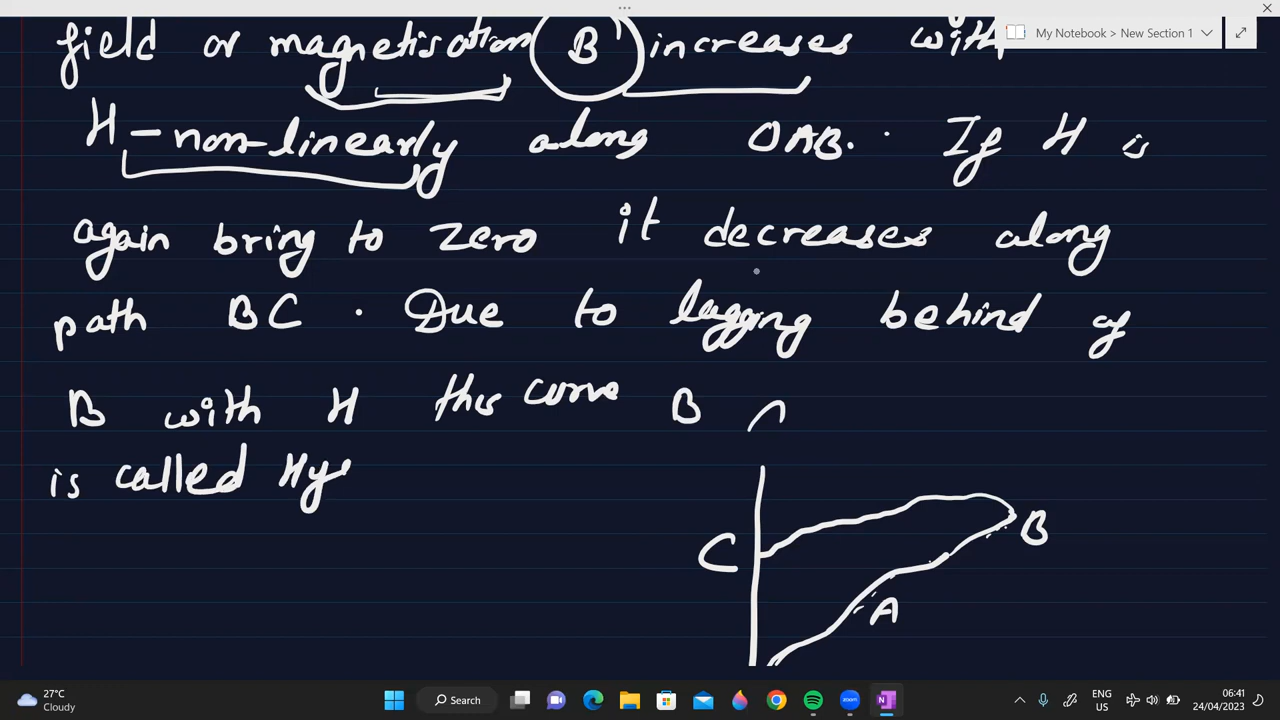 My Notebook > New Section 1
field or magnetisation B increases with
H - non-linearly along OAB. If H is
again bring to zero it decreases along
path BC. Due to lagging behind of
B with H this curve
is called Hys
B
C
B
A
27°C
Cloudy
Search
zoom
ENG
US
06:41
24/04/2023